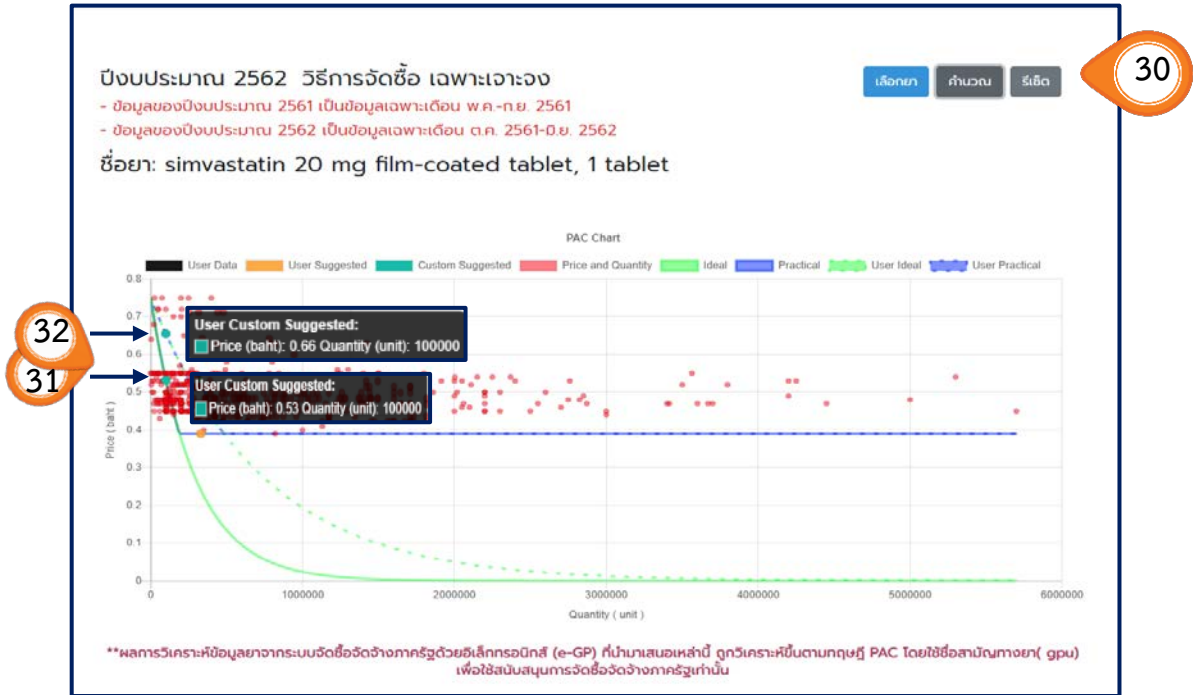 ปีงบประมาณ 2562 วิธีการจัดซื้อ เฉพาะเจาะจง
เลือกยา คำนวณ รีเซ็ต
30
- ข้อมูลของปีงบประมาณ 2561 เป็นข้อมูลเฉพาะเดือน พ.ค.-ก.ย. 2561
- ข้อมูลของปีงบประมาณ 2562 เป็นข้อมูลเฉพาะเดือน ต.ค. 2561-มิ.ย. 2562
ชื่อยา: simvastatin 20 mg film-coated tablet, 1 tablet
PAC Chart
User Data User Suggested Custom Suggested Price and Quantity Ideal Practical User Ideal User Practical
0.8
0.7
32
User Custom Suggested:
Price (baht): 0.66 Quantity (unit): 100000
0.6
31
User Custom Suggested:
Price (baht): 0.53 Quantity (unit): 100000
0.5
0.4
0.3
0.2
0.1
0
Price ( baht )
0 1000000 2000000 3000000 4000000 5000000 6000000
Quantity ( unit )
**ผลการวิเคราะห์ข้อมูลยาจากระบบจัดซื้อจัดจ้างภาครัฐด้วยอิเล็กทรอนิกส์ (e-GP) ที่นำมาเสนอเหล่านี้ ถูกวิเคราะห์ขึ้นตามทฤษฎี PAC โดยใช้ชื่อสามัญทางยา( gpu)
เพื่อใช้สนับสนุนการจัดซื้อจัดจ้างภาครัฐเท่านั้น